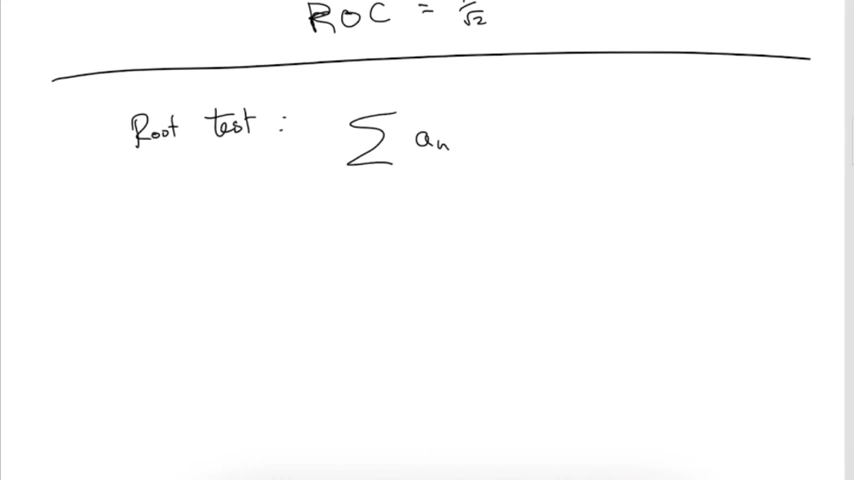 ROC = 1/√2
Root test : ∑ aₙ